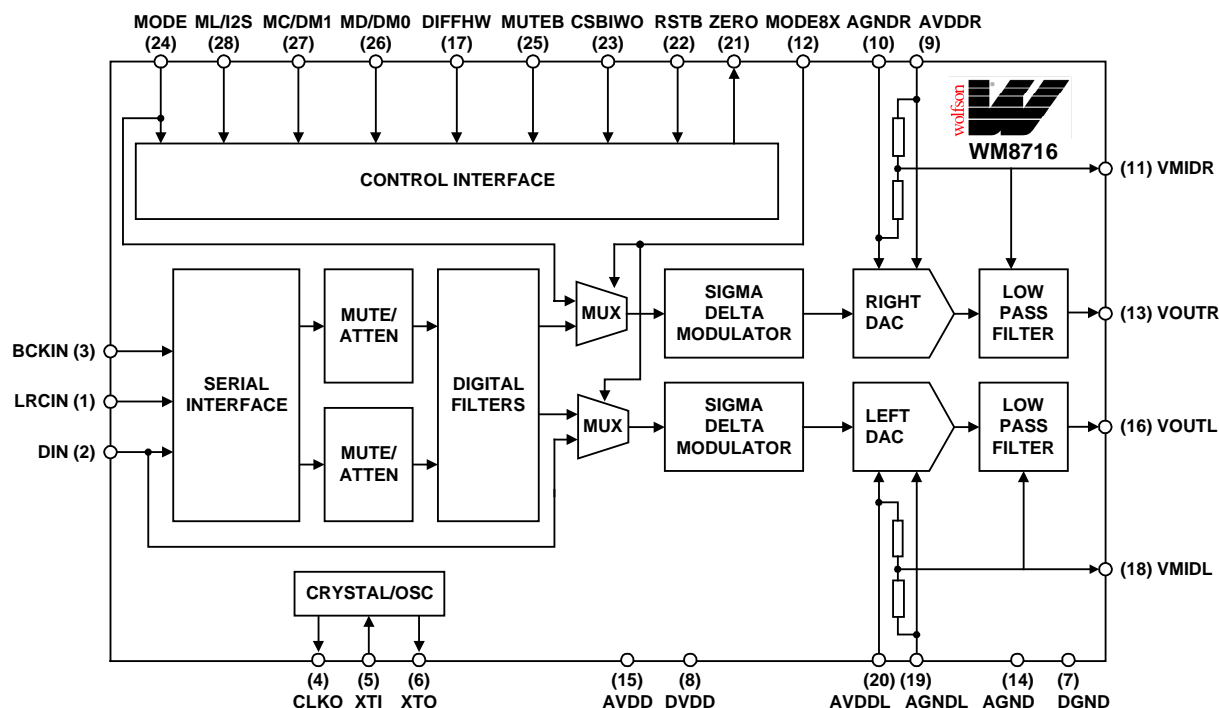 MODE ML/I2S MC/DM1 MD/DM0 DIFFHW MUTEB CSBIWO RSTB ZERO MODE8X AGNDR AVDDR
(24) (28) (27) (26) (17) (25) (23) (22) (21) (12) (10) (9)
wolfson
WM8716
CONTROL INTERFACE
(11) VMIDR
SERIAL
INTERFACE
MUTE/
ATTEN
MUTE/
ATTEN
DIGITAL
FILTERS
MUX
MUX
SIGMA
DELTA
MODULATOR
SIGMA
DELTA
MODULATOR
RIGHT
DAC
LEFT
DAC
LOW
PASS
FILTER
LOW
PASS
FILTER
(13) VOUTR
(16) VOUTL
BCKIN (3)
LRCIN (1)
DIN (2)
(18) VMIDL
CRYSTAL/OSC
(4) (5) (6) (15) (8) (20) (19) (14) (7)
CLKO XTI XTO AVDD DVDD AVDDL AGNDL AGND DGND